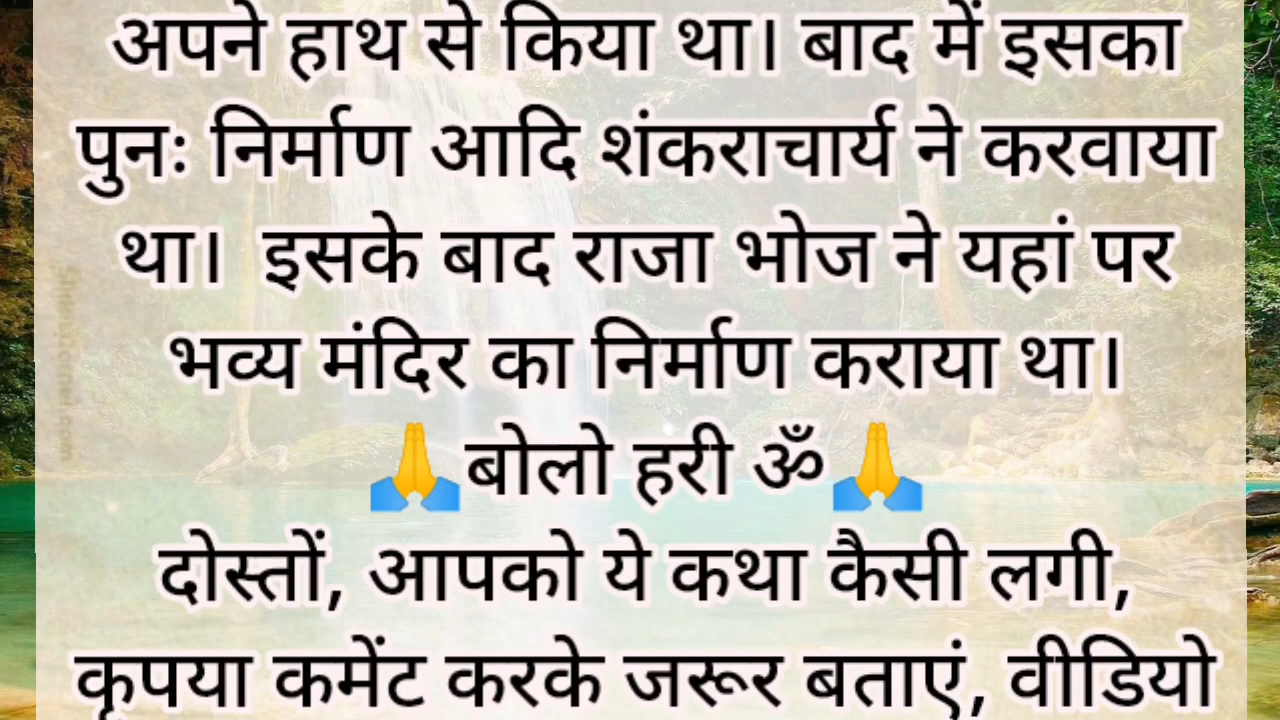 अपने हाथ से किया था। बाद में इसका
पुनः निर्माण आदि शंकराचार्य ने करवाया
था। इसके बाद राजा भोज ने यहां पर
भव्य मंदिर का निर्माण कराया था।
🙏बोलो हरी ॐ🙏
दोस्तों, आपको ये कथा कैसी लगी,
कृपया कमेंट करके जरूर बताएं, वीडियो